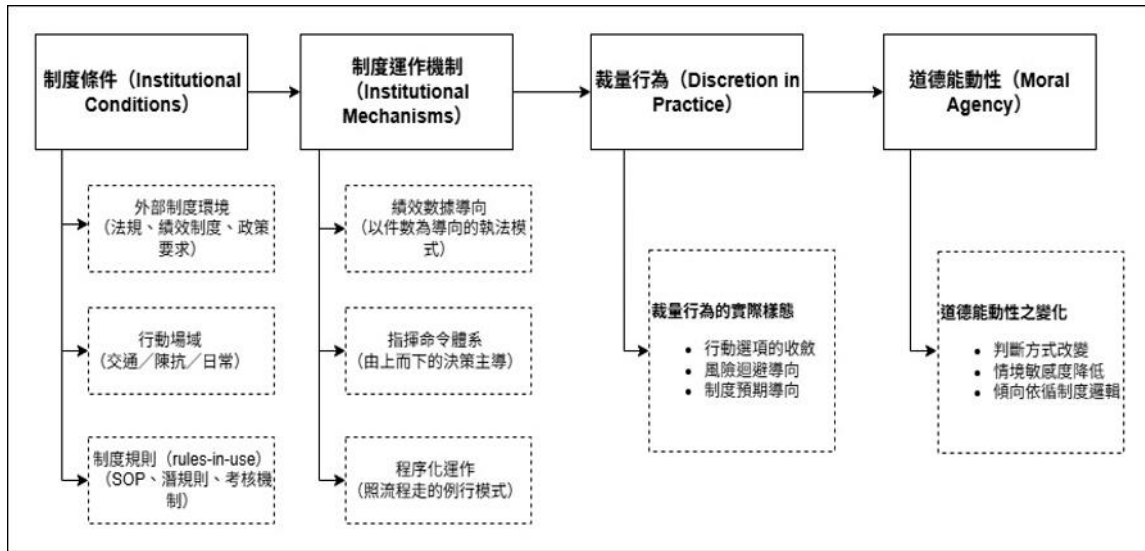 制度條件（Institutional
Conditions）
制度運作機制
（Institutional
Mechanisms）
裁量行為（Discretion in
Practice）
道德能動性（Moral
Agency）
外部制度環境
（法規、績效制度、政策
要求）
行動場域
（交通／陳抗／日常）
制度規則（rules-in-use）
（SOP、潛規則、考核機
制）
績效數據導向
（以件數為導向的執法模
式）
指揮命令體系
（由上而下的決策主導）
程序化運作
（照流程走的例行模式）
裁量行為的實際樣態
• 行動選項的收斂
• 風險迴避導向
• 制度預期導向
道德能動性之變化
• 判斷方式改變
• 情境敏感度降低
• 傾向依循制度邏輯